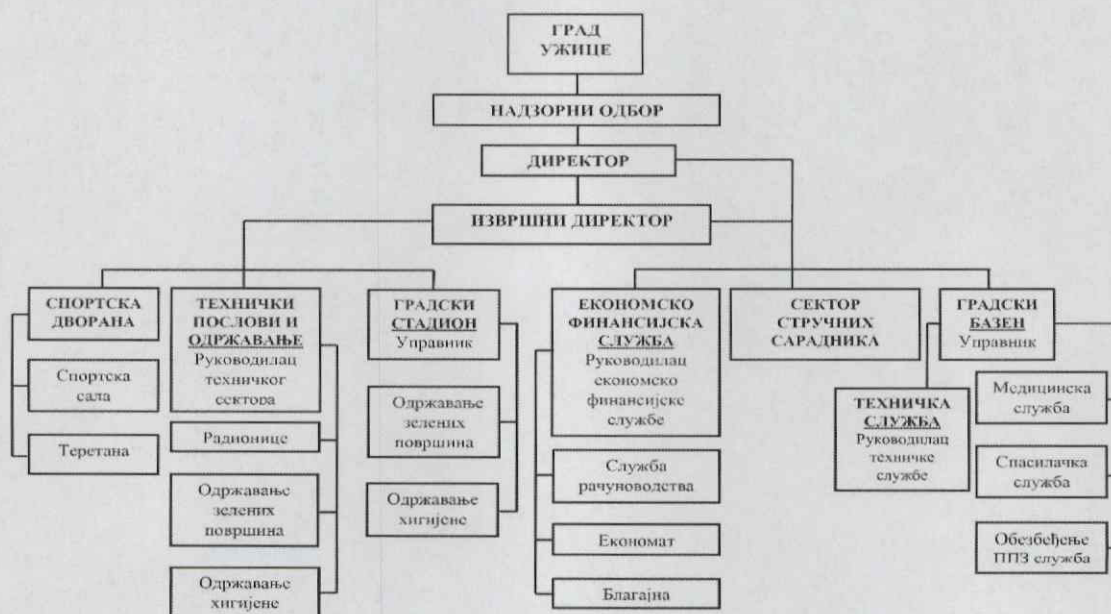 ГРАД
УЖИЦЕ
НАДЗОРНИ ОДБОР
ДИРЕКТОР
ИЗВРШНИ ДИРЕКТОР
СПОРТСКА
ДВОРАНА
Спортска
сала
Теретана
ТЕХНИЧКИ
ПОСЛОВИ И
ОДРЖАВАЊЕ
Руководилац
техничког
сектора
Радионице
Одржавање
зелених
површина
Одржавање
хигијене
ГРАДСКИ
СТАДИОН
Управник
Одржавање
зелених
површина
Одржавање
хигијене
ЕКОНОМСКО
ФИНАНСИЈСКА
СЛУЖБА
Руководилац
економско
финансијске
службе
Служба
рачуноводства
Економат
Благајна
СЕКТОР
СТРУЧНИХ
САРАДНИКА
ГРАДСКИ
БАЗЕН
Управник
ТЕХНИЧКА
СЛУЖБА
Руководилац
техничке
службе
Медицинска
служба
Спасилачка
служба
Обезбеђење
ППЗ служба